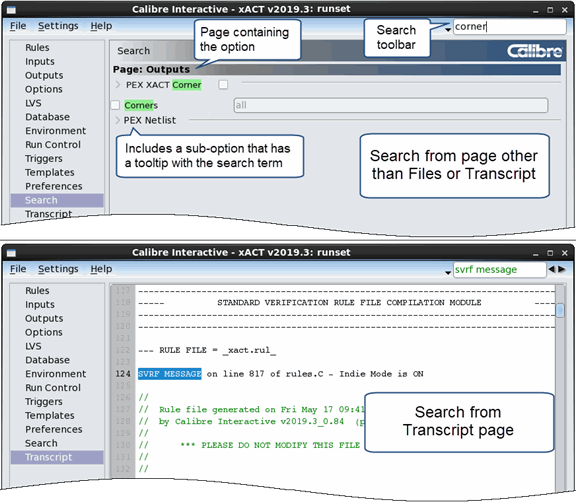 Calibre Interactive - xACT v2019.3: runset
File Settings Help
corner
Search toolbar
Page containing the option
Rules
Inputs
Outputs
Options
LVS
Database
Environment
Run Control
Triggers
Templates
Preferences
Search
Transcript
Search
Calibre
Page: Outputs
PEX XACT Corner
Corners all
PEX Netlist
Includes a sub-option that has a tooltip with the search term
Search from page other than Files or Transcript
Calibre Interactive - xACT v2019.3: runset
File Settings Help
svrf message
Rules
Inputs
Outputs
Options
LVS
Database
Environment
Run Control
Triggers
Templates
Preferences
Search
Transcript
117 ------------------------------------------------------------
118 ----- STANDARD VERIFICATION RULE FILE COMPILATION MODULE -----
119 ------------------------------------------------------------
120 ------------------------------------------------------------
121
122 --- RULE FILE = _xact.rul_
123
124 SVRF MESSAGE on line 817 of rules.C - Indie Mode is ON
126 //
127 // Rule file generated on Fri May 17 09:41
128 // by Calibre Interactive v2019.3_0.84 (p
129 //
130 // *** PLEASE DO NOT MODIFY THIS FILE
131 //
132 //
Search from Transcript page